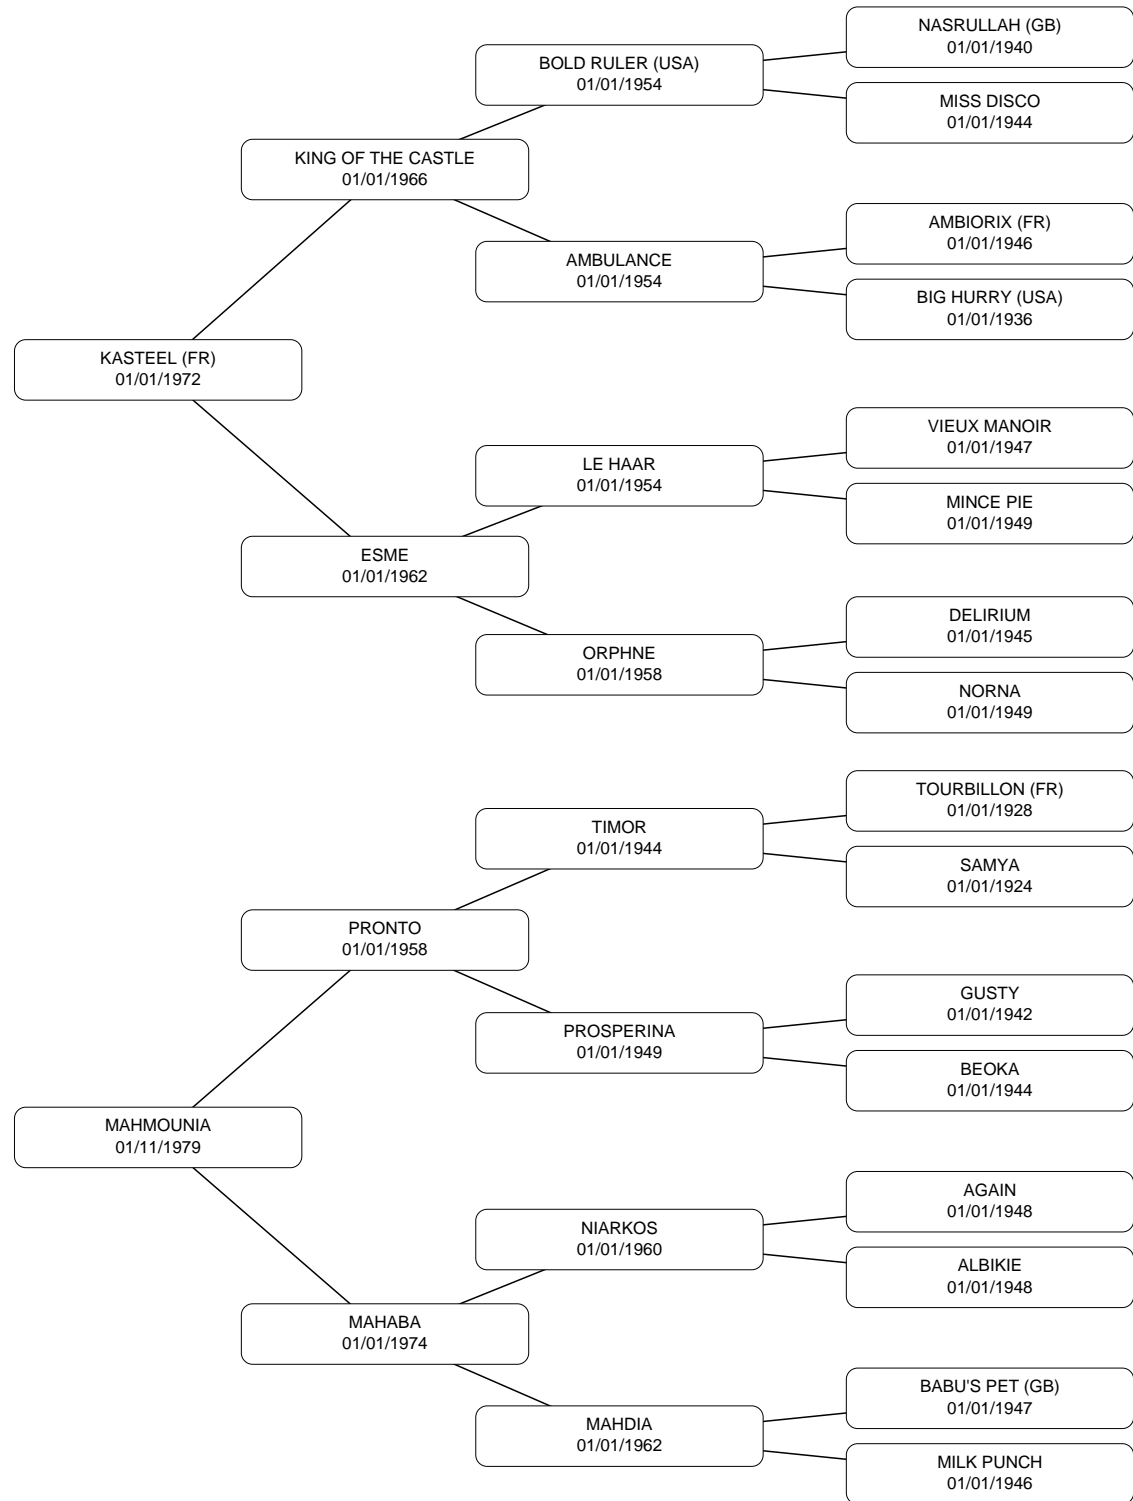 NASRULLAH (GB)
01/01/1940
BOLD RULER (USA)
01/01/1954
MISS DISCO
01/01/1944
KING OF THE CASTLE
01/01/1966
AMBIORIX (FR)
01/01/1946
AMBULANCE
01/01/1954
BIG HURRY (USA)
01/01/1936
KASTEEL (FR)
01/01/1972
VIEUX MANOIR
01/01/1947
LE HAAR
01/01/1954
MINCE PIE
01/01/1949
ESME
01/01/1962
DELIRIUM
01/01/1945
ORPHNE
01/01/1958
NORNA
01/01/1949
TOURBILLON (FR)
01/01/1928
TIMOR
01/01/1944
SAMYA
01/01/1924
PRONTO
01/01/1958
GUSTY
01/01/1942
PROSPERINA
01/01/1949
BEOKA
01/01/1944
MAHMOUNIA
01/11/1979
AGAIN
01/01/1948
NIARKOS
01/01/1960
ALBIKIE
01/01/1948
MAHABA
01/01/1974
BABU'S PET (GB)
01/01/1947
MAHDIA
01/01/1962
MILK PUNCH
01/01/1946